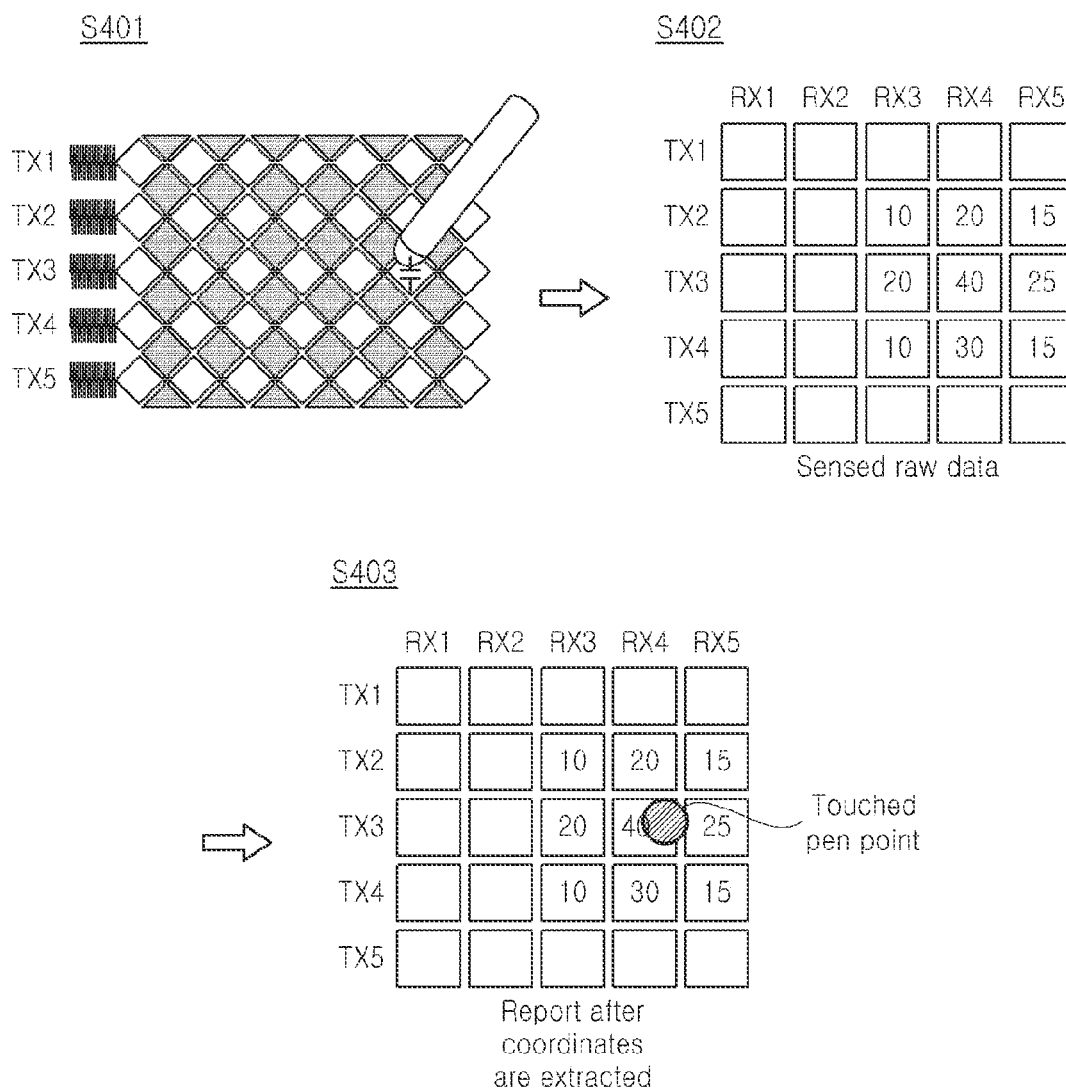 S401
TX1
TX2
TX3
TX4
TX5
S402
RX1 RX2 RX3 RX4 RX5
TX1
TX2 10 20 15
TX3 20 40 25
TX4 10 30 15
TX5
Sensed raw data
S403
RX1 RX2 RX3 RX4 RX5
TX1
TX2 10 20 15
TX3 20 40 25
TX4 10 30 15
TX5
Touched
pen point
Report after
coordinates
are extracted